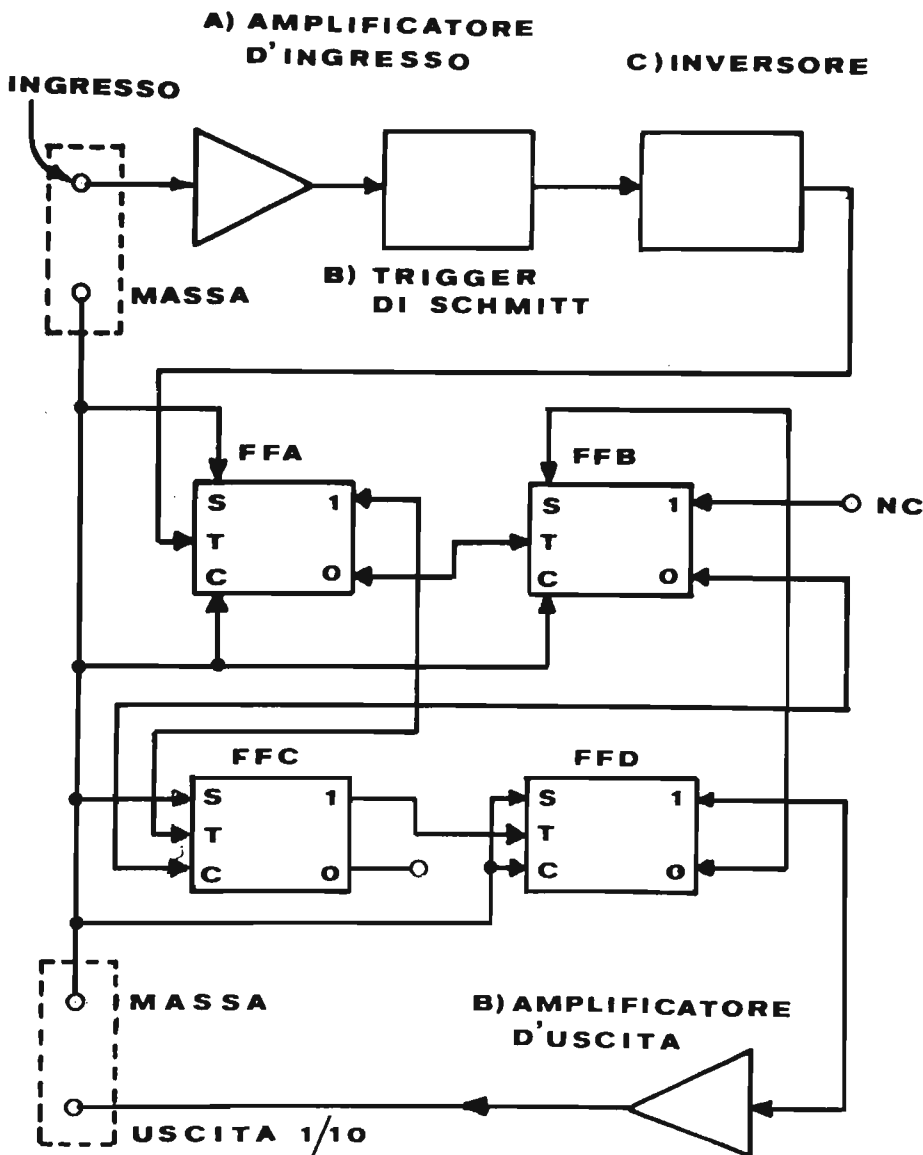 A) AMPLIFICATORE
D'INGRESSO
C) INVERSORE
INGRESSO
MASSA
B) TRIGGER
DI SCHMITT
FFA
FFB
S 1
T
C 0
S 1
T
C 0
NC
FFC
FFD
S 1
T
C 0
S 1
T
C 0
MASSA
B) AMPLIFICATORE
D'USCITA
USCITA 1/10